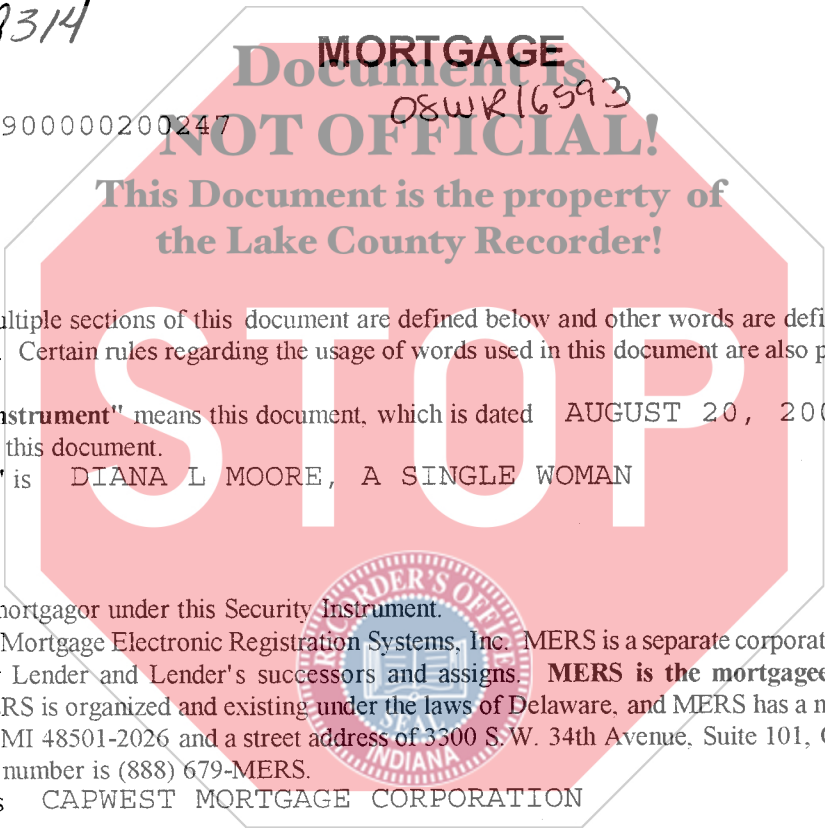 8314
MORTGAGE
Document is
08WR16593
900000200247
NOT OFFICIAL!
This Document is the property of
the Lake County Recorder!
STOP
ultiple sections of this document are defined below and other words are defi
. Certain rules regarding the usage of words used in this document are also p
nstrument" means this document, which is dated AUGUST 20, 200
this document.
" is DIANA L MOORE, A SINGLE WOMAN
nortgagor under this Security Instrument.
Mortgage Electronic Registration Systems, Inc. MERS is a separate corporat
r Lender and Lender's successors and assigns. MERS is the mortgagee
ERS is organized and existing under the laws of Delaware, and MERS has a m
MI 48501-2026 and a street address of 3300 S.W. 34th Avenue, Suite 101, O
number is (888) 679-MERS.
s CAPWEST MORTGAGE CORPORATION
RECORDER'S OFFICE
SEAL
INDIANA